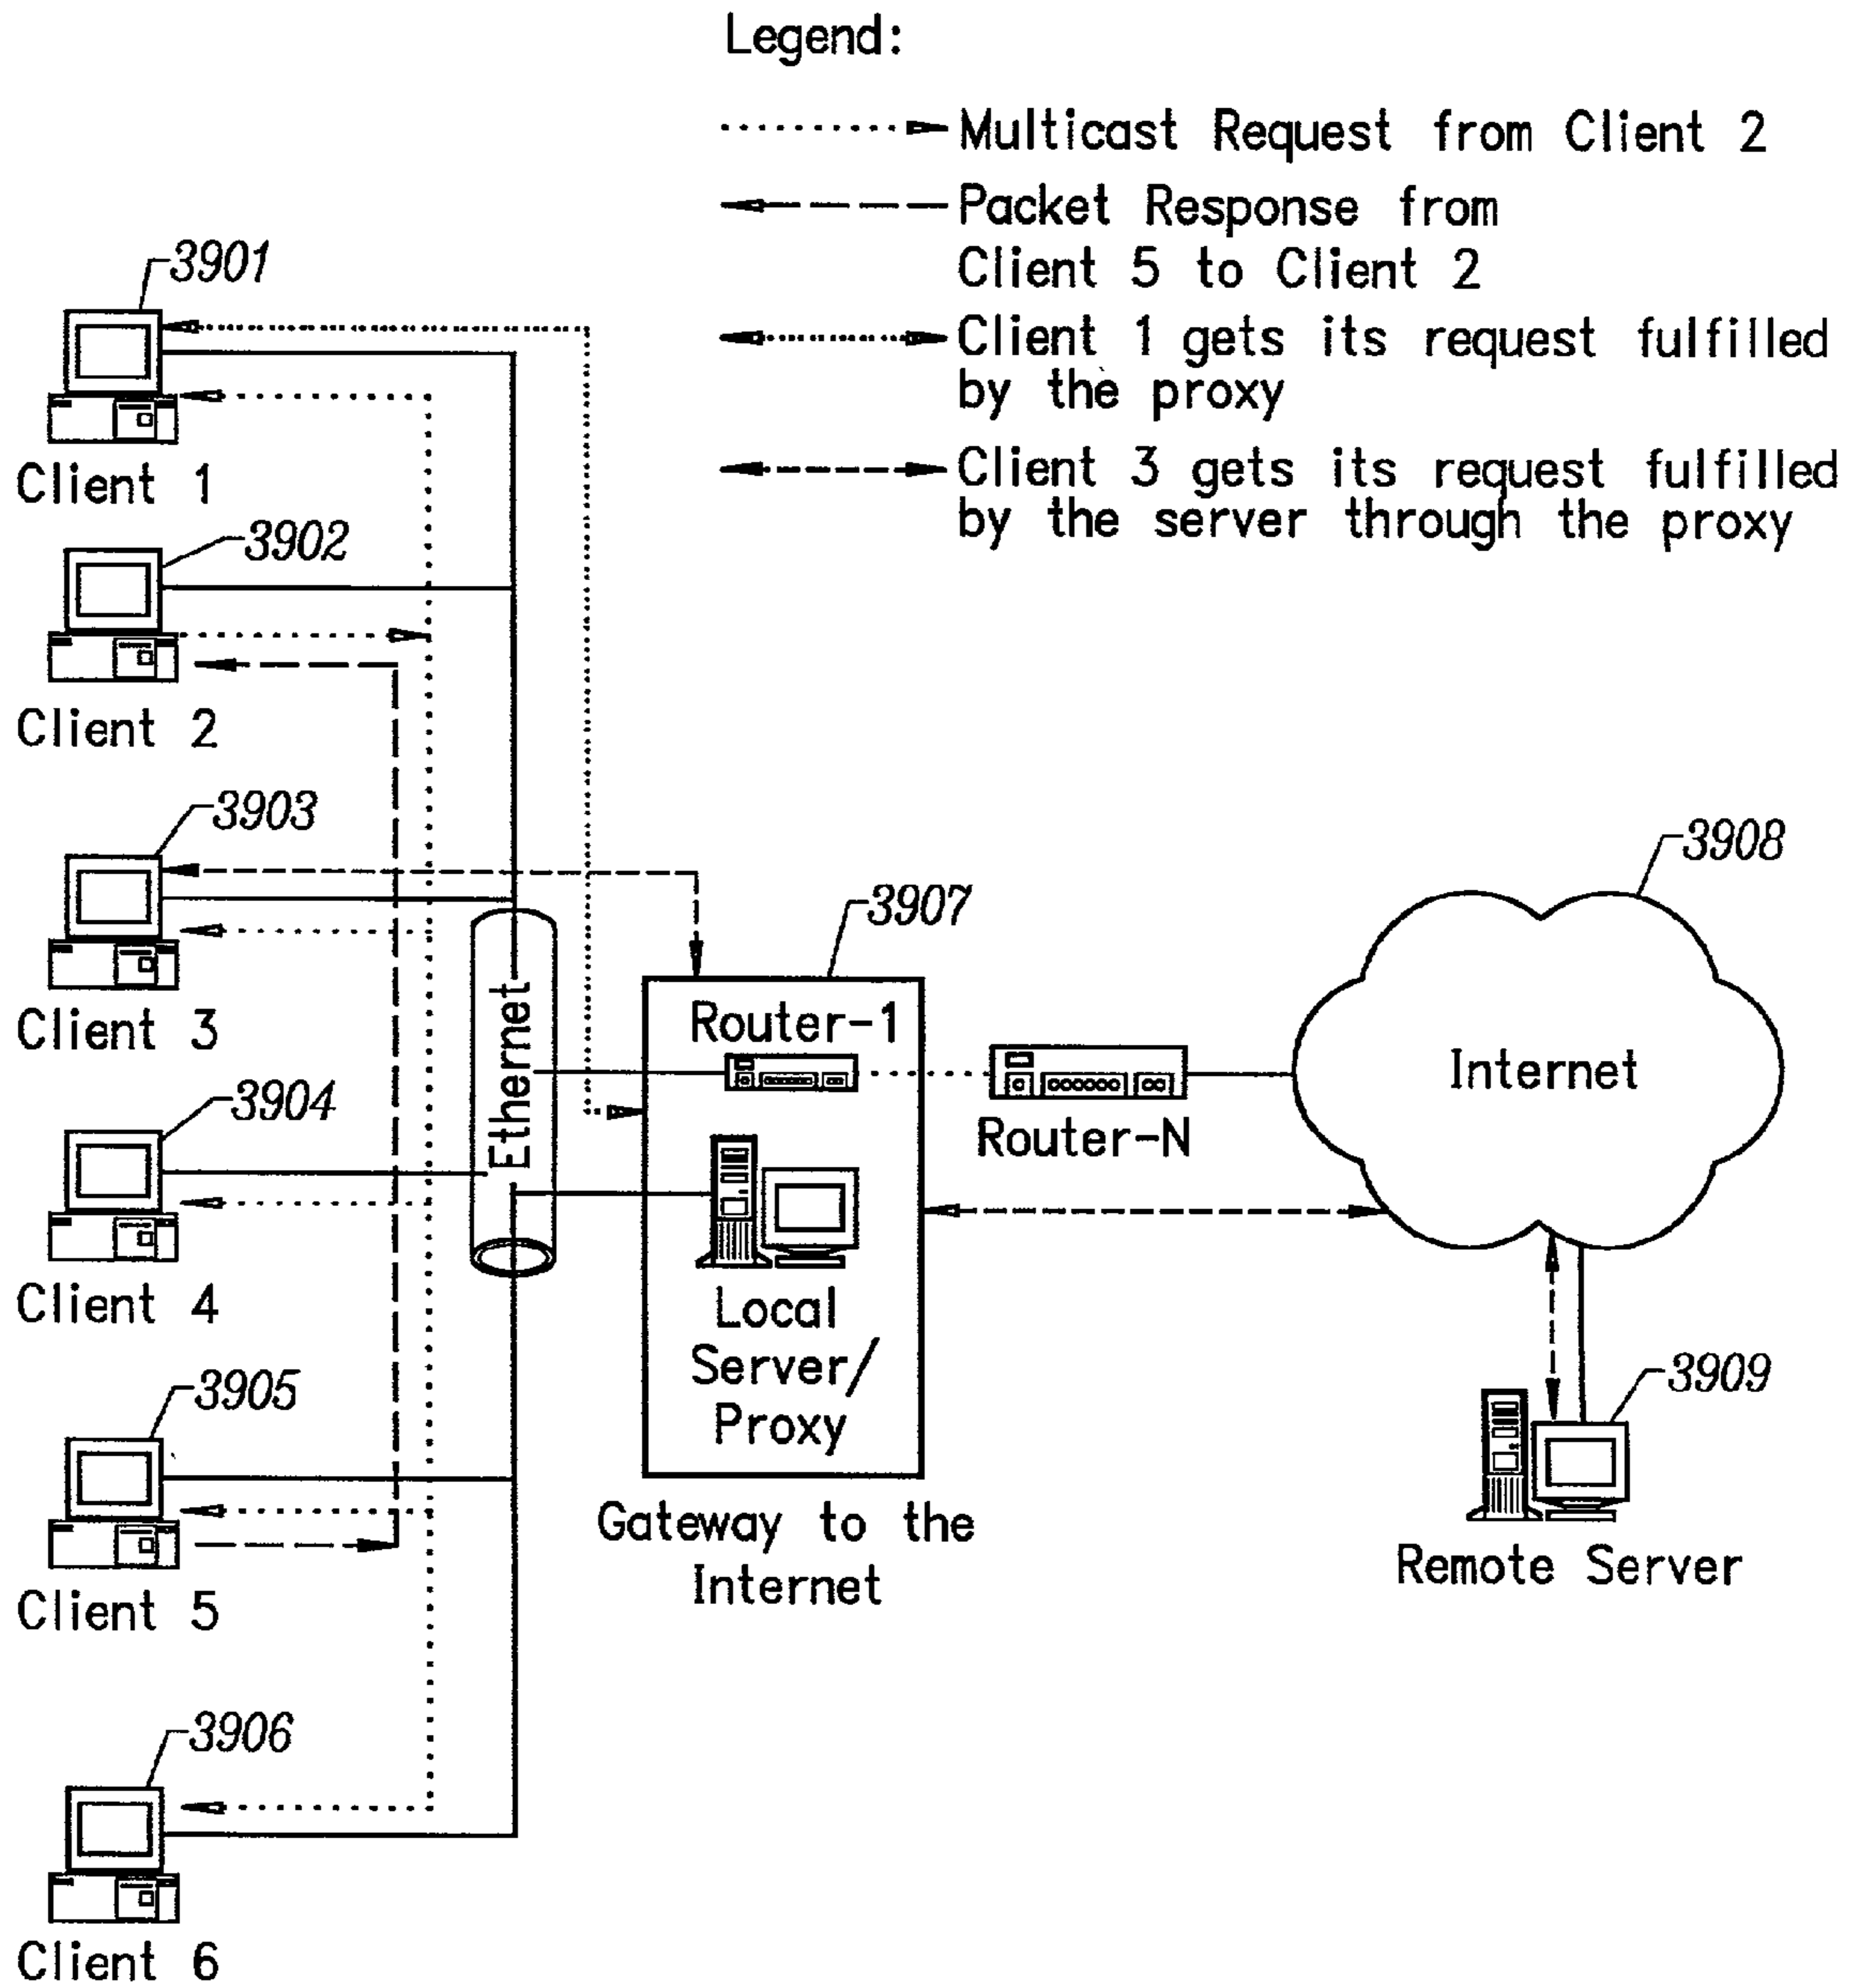 Legend:
Multicast Request from Client 2
Packet Response from
Client 5 to Client 2
Client 1 gets its request fulfilled
by the proxy
Client 3 gets its request fulfilled
by the server through the proxy
3901
Client 1
3902
Client 2
3903
Client 3
3904
Client 4
3905
Client 5
3906
Client 6
Ethernet
3907
Router-1
Local
Server/
Proxy
Gateway to the
Internet
Router-N
3908
Internet
3909
Remote Server